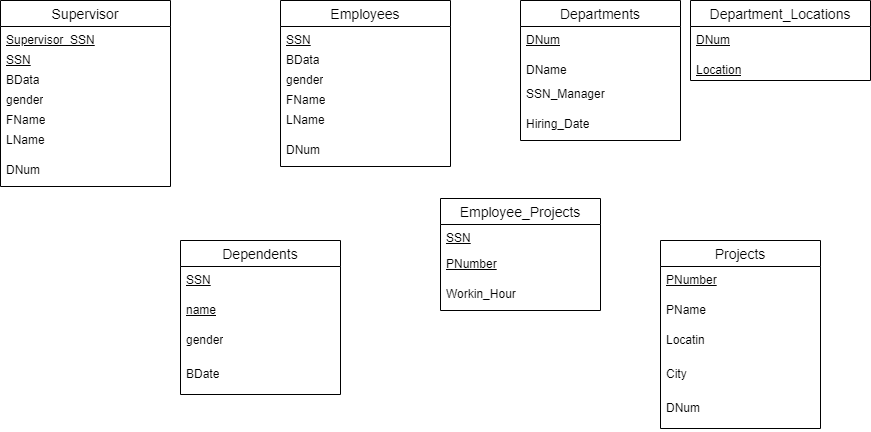 Supervisor
Supervisor_SSN
SSN
BData
gender
FName
LName
DNum
Employees
SSN
BData
gender
FName
LName
DNum
Departments
DNum
DName
SSN_Manager
Hiring_Date
Department_Locations
DNum
Location
Dependents
SSN
name
gender
BDate
Employee_Projects
SSN
PNumber
Workin_Hour
Projects
PNumber
PName
Locatin
City
DNum